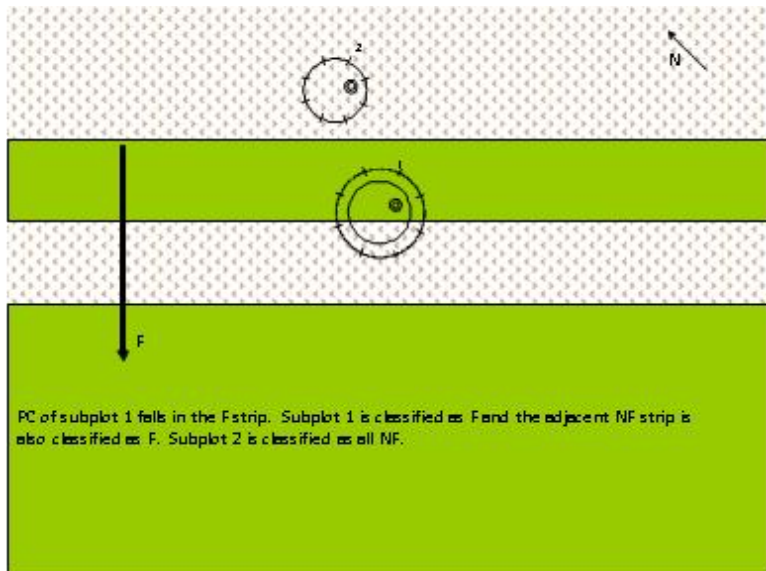 2
N
1
F
PC of subplot 1 falls in the F strip. Subplot 1 is classified as F and the adjacent NF strip is
also classified as F. Subplot 2 is classified as all NF.